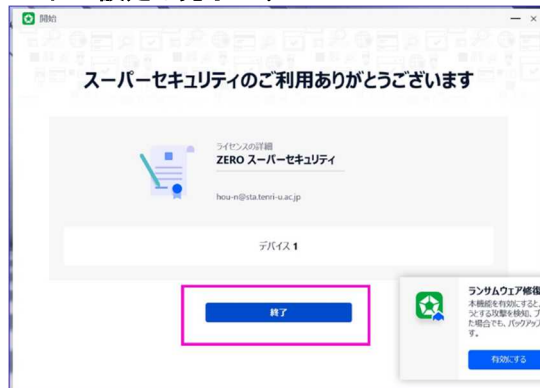 開始
スーパーセキュリティのご利用ありがとうございます
ライセンスの詳細
ZERO スーパーセキュリティ
hou-n@sta.tenri-u.ac.jp
デバイス 1
終了
ランサムウェア修復
本機能を有効にすると、
うとする攻撃を検知、ブ
た場合でも、バックアップ
す。
有効にする